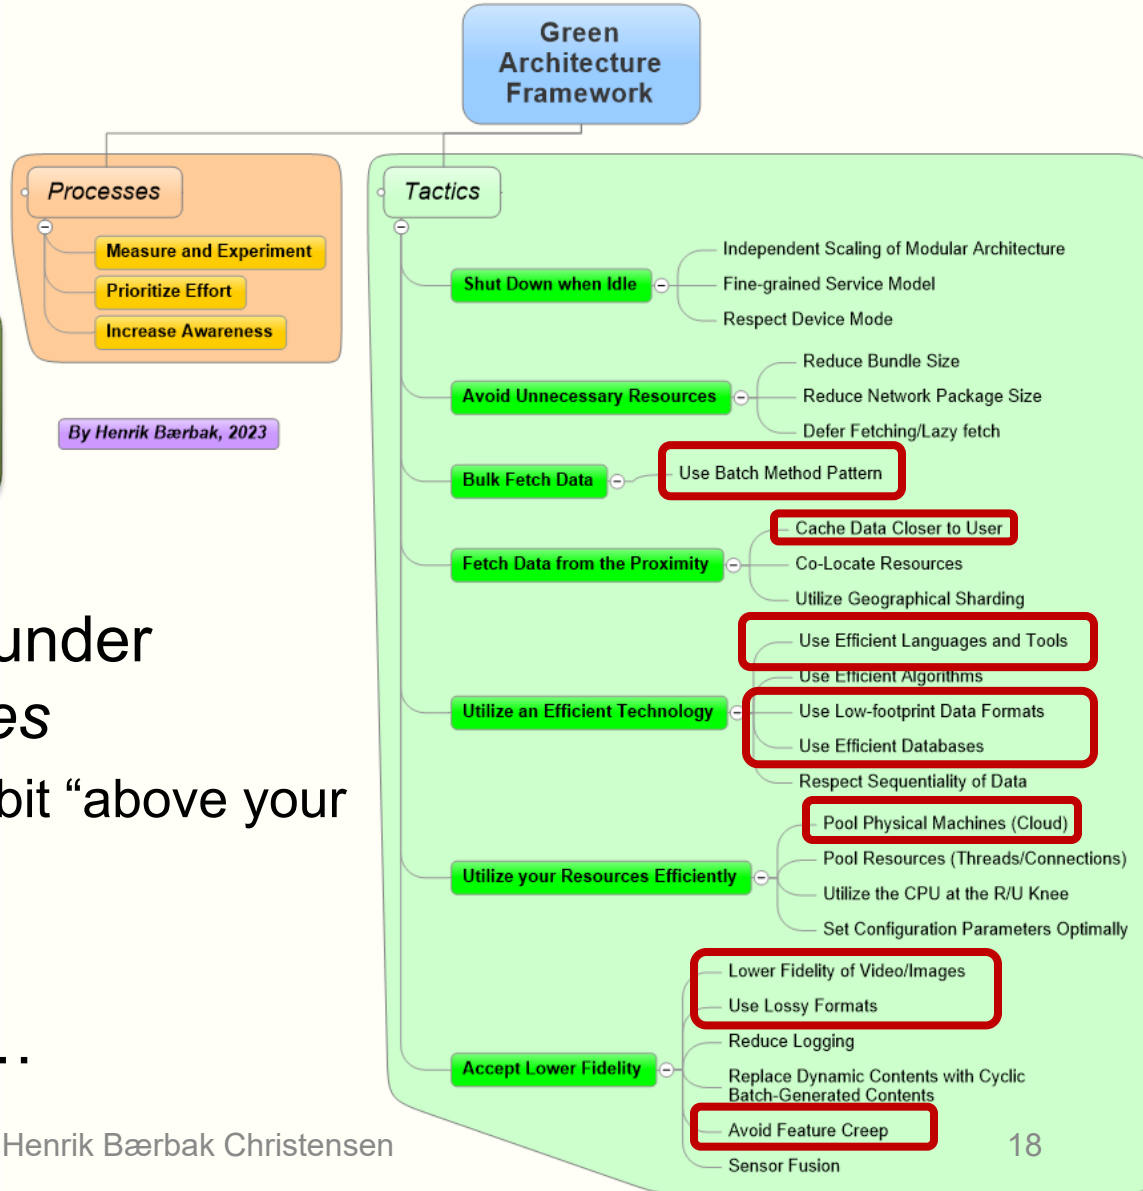 Green
Architecture
Framework
Processes
Measure and Experiment
Prioritize Effort
Increase Awareness
By Henrik Bærbak, 2023
Tactics
Shut Down when Idle
Independent Scaling of Modular Architecture
Fine-grained Service Model
Respect Device Mode
Avoid Unnecessary Resources
Reduce Bundle Size
Reduce Network Package Size
Defer Fetching/Lazy fetch
Bulk Fetch Data
Use Batch Method Pattern
Fetch Data from the Proximity
Cache Data Closer to User
Co-Locate Resources
Utilize Geographical Sharding
Utilize an Efficient Technology
Use Efficient Languages and Tools
Use Efficient Algorithms
Use Low-footprint Data Formats
Use Efficient Databases
Respect Sequentiality of Data
Utilize your Resources Efficiently
Pool Physical Machines (Cloud)
Pool Resources (Threads/Connections)
Utilize the CPU at the R/U Knee
Set Configuration Parameters Optimally
Accept Lower Fidelity
Lower Fidelity of Video/Images
Use Lossy Formats
Reduce Logging
Replace Dynamic Contents with Cyclic
Batch-Generated Contents
Avoid Feature Creep
Sensor Fusion
under
es
bit “above your
..
Henrik Bærbak Christensen
18